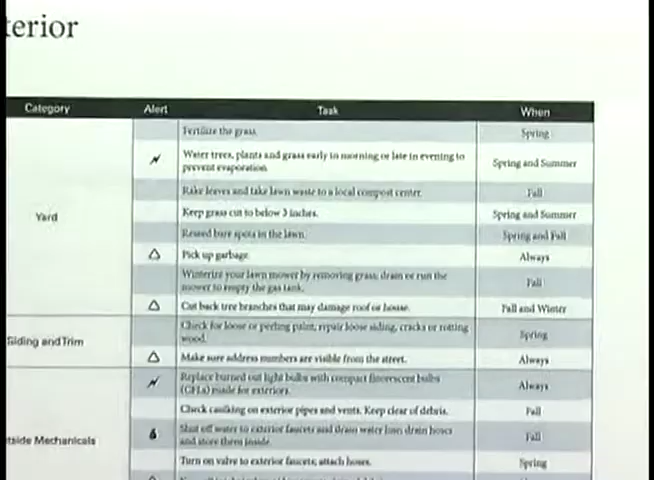 terior
Category Alert Task When
Fertilize the grass. Spring
Water trees, plants and grass early in morning or late in evening to
prevent evaporation. Spring and Summer
Rake leaves and take lawn waste to a local compost center. Fall
Yard Keep grass cut to below 3 inches. Spring and Summer
Reseed bare spots in the lawn. Spring and Fall
Pick up garbage. Always
Winterize your lawn mower by removing grass; drain or run the
mower to empty the gas tank. Fall
Cut back tree branches that may damage roof or house. Fall and Winter
Check for loose or peeling paint, repair loose siding, cracks or rotting
wood. Spring
Siding and Trim
Make sure address numbers are visible from the street. Always
Replace burned out light bulbs with compact fluorescent bulbs
(CFLs) made for exteriors. Always
Check caulking on exterior pipes and vents. Keep clear of debris. Fall
Shut off water to exterior faucets and drain water lines; drain hoses
and store them inside. Fall
tside Mechanicals
Turn on valve to exterior faucets; attach hoses. Spring